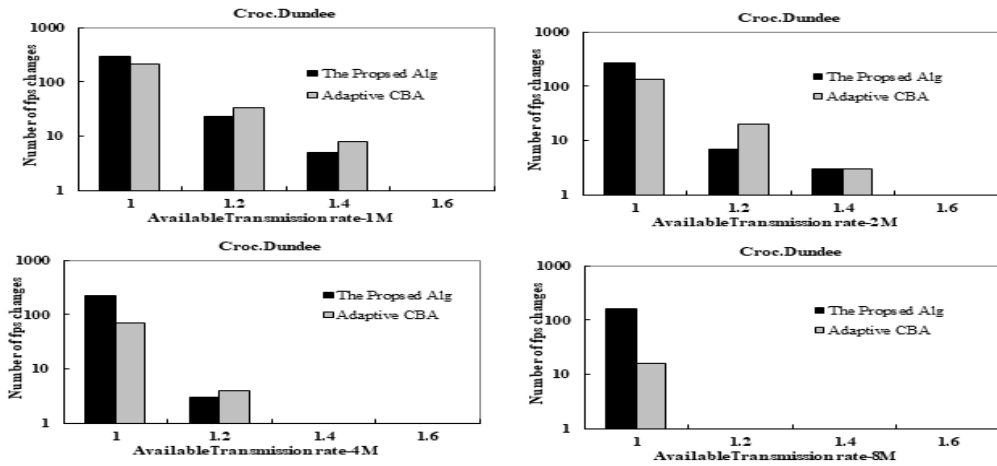 Croc.Dundee
Number of fps changes
1000
100
10
1
The Propsed Alg
Adaptive CBA
1 1.2 1.4 1.6
AvailableTransmission rate-1M
Croc.Dundee
Number of fps changes
1000
100
10
1
The Propsed Alg
Adaptive CBA
1 1.2 1.4 1.6
AvailableTransmission rate-2M
Croc.Dundee
Number of fps changes
1000
100
10
1
The Propsed Alg
Adaptive CBA
1 1.2 1.4 1.6
AvailableTransmission rate-4M
Croc.Dundee
Number of fps changes
1000
100
10
1
The Propsed Alg
Adaptive CBA
1 1.2 1.4 1.6
AvailableTransmission rate-8M